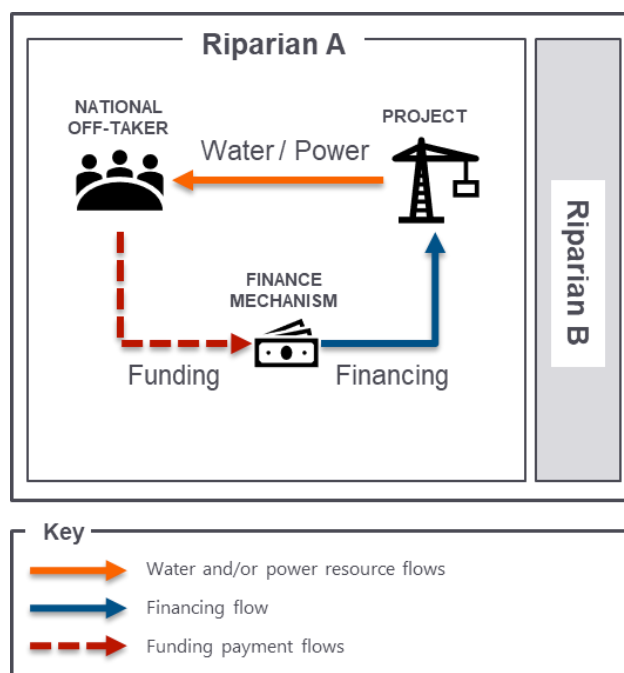 Riparian A
NATIONAL
OFF-TAKER
PROJECT
Water / Power
Riparian B
FINANCE
MECHANISM
Funding
Financing
Key
Water and/or power resource flows
Financing flow
Funding payment flows